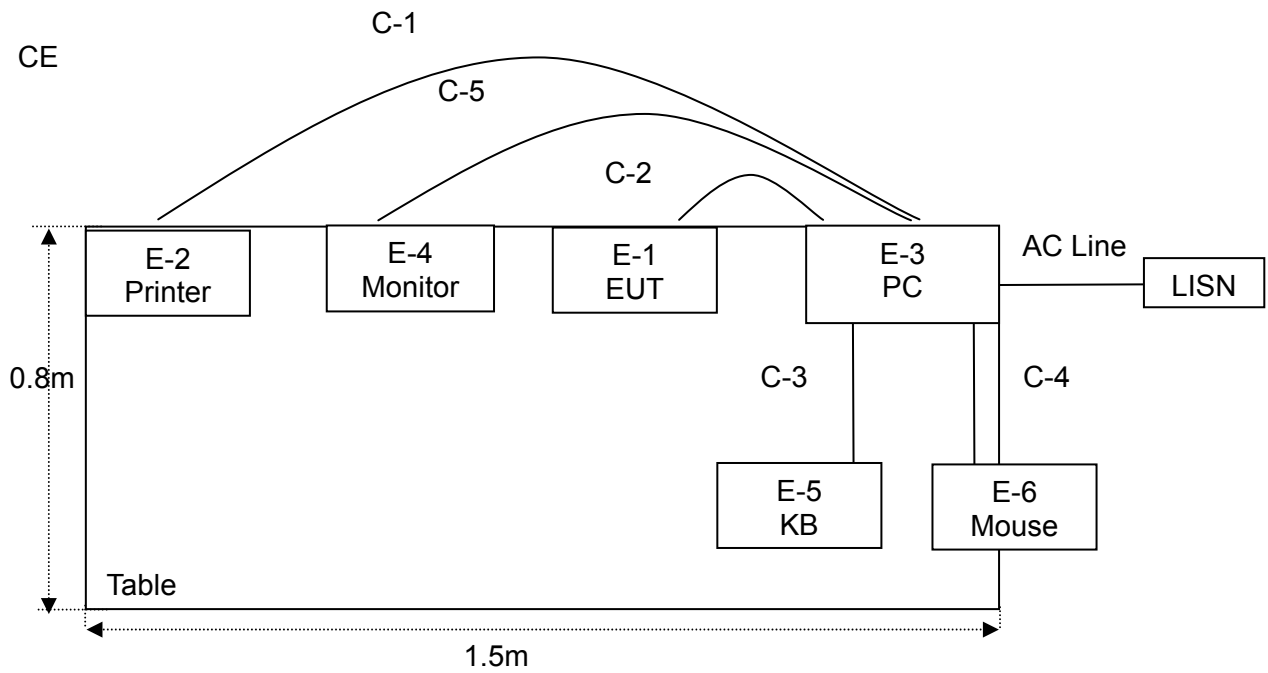 C-1
CE
C-5
C-2
E-2
Printer
E-4
Monitor
E-1
EUT
E-3
PC
AC Line
LISN
0.8m
C-3
C-4
E-5
KB
E-6
Mouse
Table
1.5m